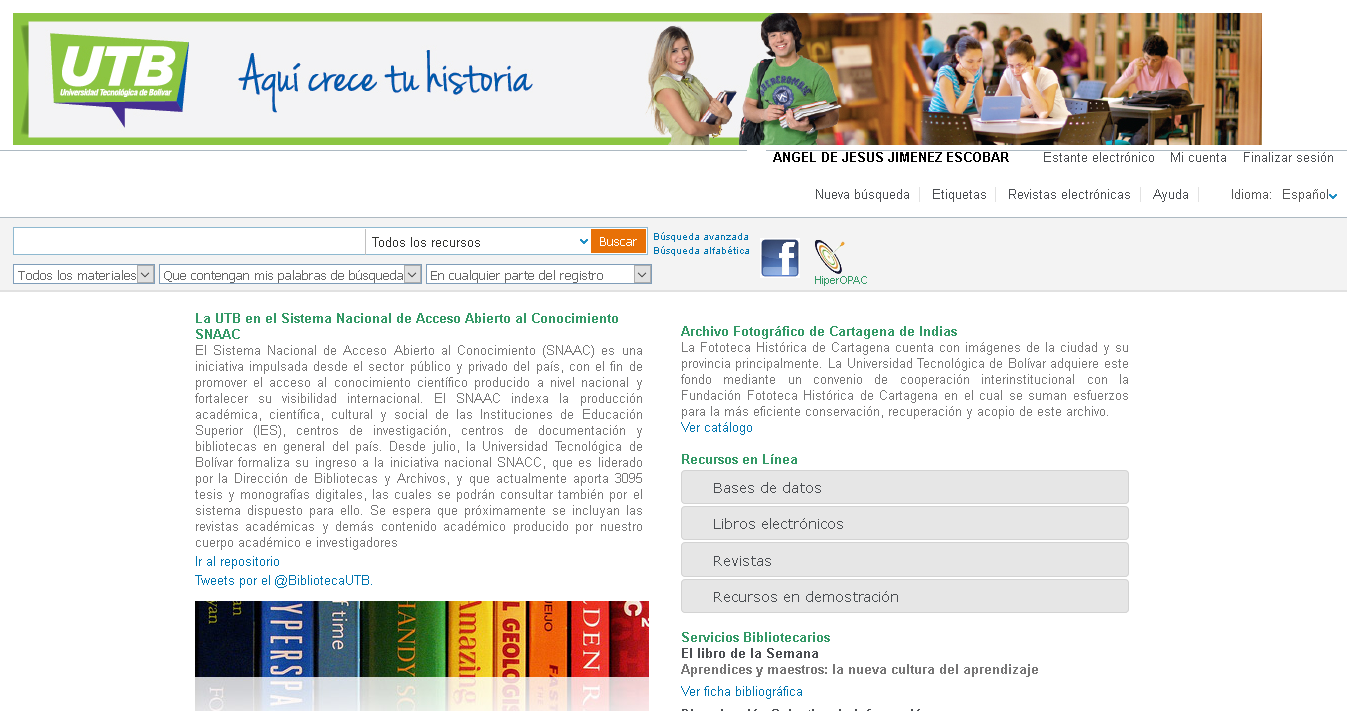 UTB
Universidad Tecnológica de Bolívar
Aquí crece tu historia
ANGEL DE JESUS JIMENEZ ESCOBAR Estante electrónico Mi cuenta Finalizar sesión
Nueva búsqueda Etiquetas Revistas electrónicas Ayuda Idioma: Español
Todos los recursos Buscar
Búsqueda avanzada
Búsqueda alfabética
f
HiperOPAC
Todos los materiales Que contengan mis palabras de búsqueda En cualquier parte del registro
La UTB en el Sistema Nacional de Acceso Abierto al Conocimiento
SNAAC
El Sistema Nacional de Acceso Abierto al Conocimiento (SNAAC) es una
iniciativa impulsada desde el sector público y privado del país, con el fin de
promover el acceso al conocimiento científico producido a nivel nacional y
fortalecer su visibilidad internacional. El SNAAC indexa la producción
académica, científica, cultural y social de las Instituciones de Educación
Superior (IES), centros de investigación, centros de documentación y
bibliotecas en general del país. Desde julio, la Universidad Tecnológica de
Bolívar formaliza su ingreso a la iniciativa nacional SNACC, que es liderado
por la Dirección de Bibliotecas y Archivos, y que actualmente aporta 3095
tesis y monografías digitales, las cuales se podrán consultar también por el
sistema dispuesto para ello. Se espera que próximamente se incluyan las
revistas académicas y demás contenido académico producido por nuestro
cuerpo académico e investigadores
Ir al repositorio
Tweets por el @BibliotecaUTB.
YPERSPA
f time
HANDY
Amazing
GEOLOG
EIJO
FAST
LDEN R
Archivo Fotográfico de Cartagena de Indias
La Fototeca Histórica de Cartagena cuenta con imágenes de la ciudad y su
provincia principalmente. La Universidad Tecnológica de Bolívar adquiere este
fondo mediante un convenio de cooperación interinstitucional con la
Fundación Fototeca Histórica de Cartagena en el cual se suman esfuerzos
para la más eficiente conservación, recuperación y acopio de este archivo.
Ver catálogo
Recursos en Línea
Bases de datos
Libros electrónicos
Revistas
Recursos en demostración
Servicios Bibliotecarios
El libro de la Semana
Aprendices y maestros: la nueva cultura del aprendizaje
Ver ficha bibliográfica